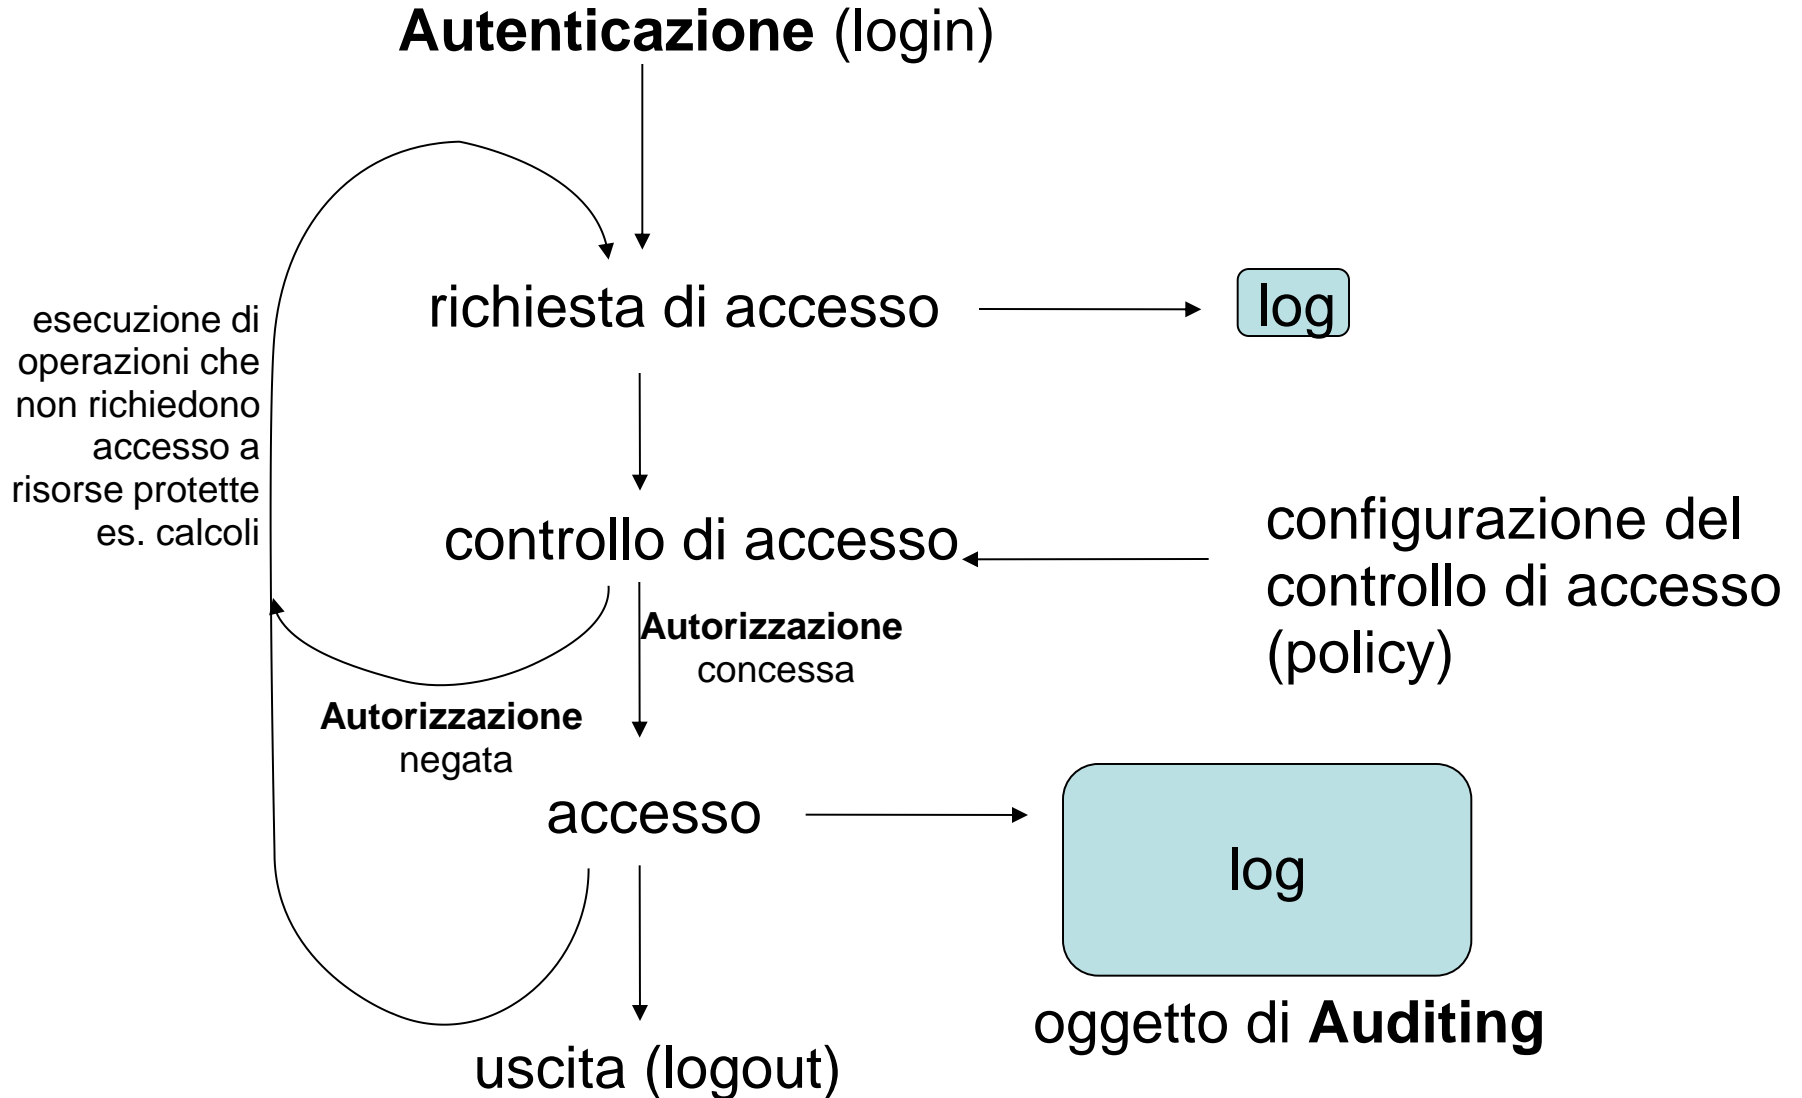 Autenticazione (login)
richiesta di accesso
log
esecuzione di
operazioni che
non richiedono
accesso a
risorse protette
es. calcoli
controllo di accesso
configurazione del
controllo di accesso
(policy)
Autorizzazione
concessa
Autorizzazione
negata
accesso
log
oggetto di Auditing
uscita (logout)